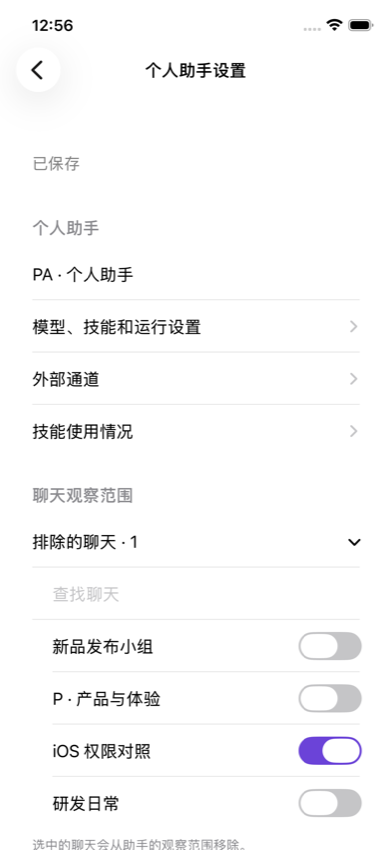 12:56
个人助手设置
已保存
个人助手
PA · 个人助手
模型、技能和运行设置
外部通道
技能使用情况
聊天观察范围
排除的聊天 · 1
查找聊天
新品发布小组
P · 产品与体验
iOS 权限对照
研发日常
选中的聊天会从助手的观察范围移除。